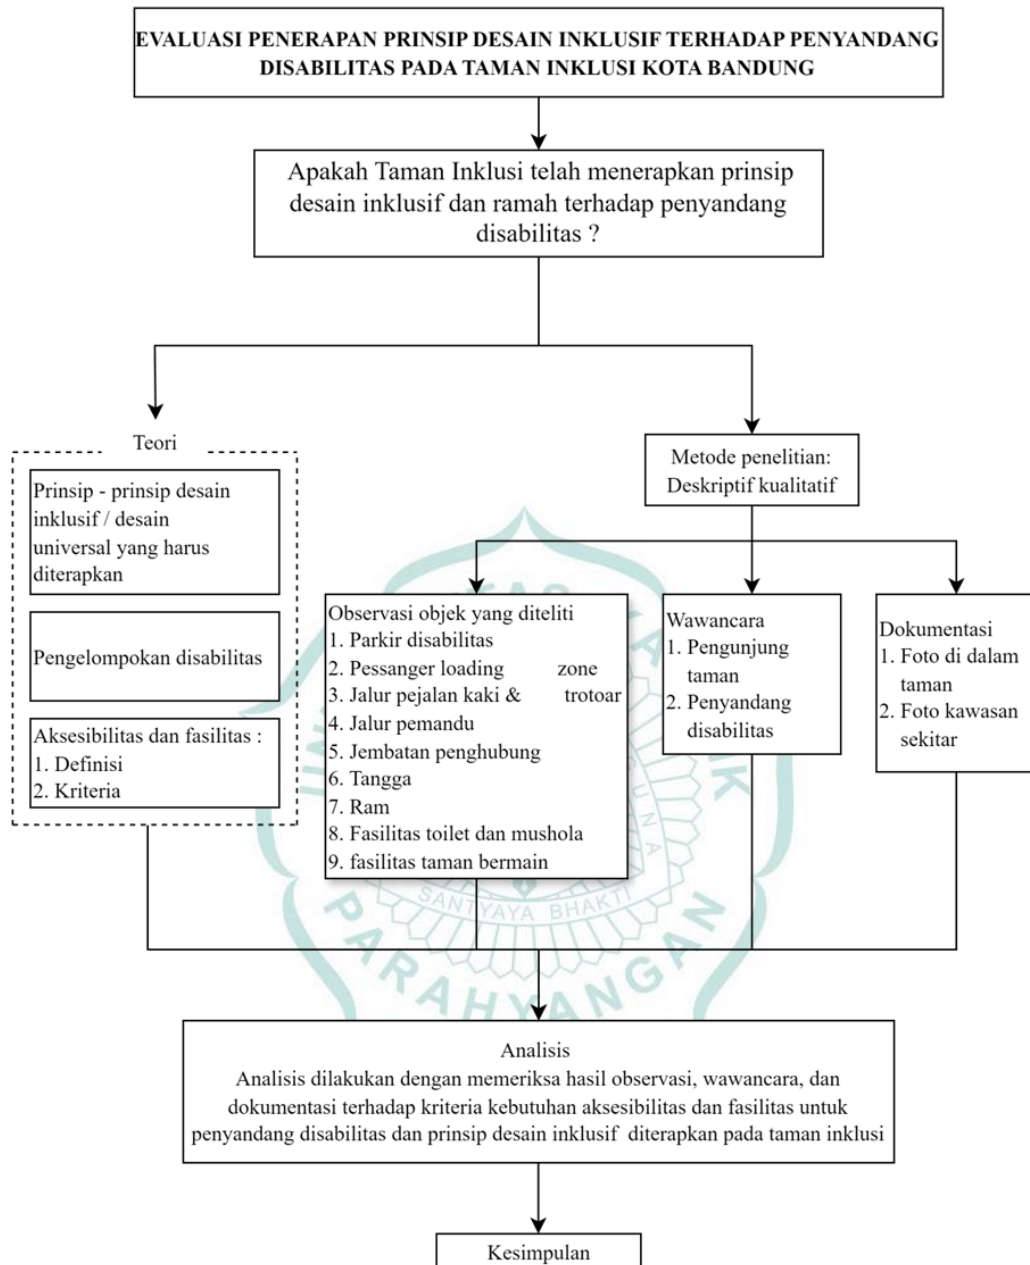 EVALUASI PENERAPAN PRINSIP DESAIN INKLUSIF TERHADAP PENYANDANG
DISABILITAS PADA TAMAN INKLUSI KOTA BANDUNG
Apakah Taman Inklusi telah menerapkan prinsip
desain inklusif dan ramah terhadap penyandang
disabilitas ?
Teori
Prinsip - prinsip desain
inklusif / desain
universal yang harus
diterapkan
Pengelompokan disabilitas
Aksesibilitas dan fasilitas :
1. Definisi
2. Kriteria
Metode penelitian:
Deskriptif kualitatif
Observasi objek yang diteliti
1. Parkir disabilitas
2. Pessanger loading zone
3. Jalur pejalan kaki & trotoar
4. Jalur pemandu
5. Jembatan penghubung
6. Tangga
7. Ram
8. Fasilitas toilet dan mushola
9. fasilitas taman bermain
Wawancara
1. Pengunjung
taman
2. Penyandang
disabilitas
Dokumentasi
1. Foto di dalam
taman
2. Foto kawasan
sekitar
SANTYAYA BHAKTI
PARAHYANGAN
Analisis
Analisis dilakukan dengan memeriksa hasil observasi, wawancara, dan
dokumentasi terhadap kriteria kebutuhan aksesibilitas dan fasilitas untuk
penyandang disabilitas dan prinsip desain inklusif diterapkan pada taman inklusi
Kesimpulan